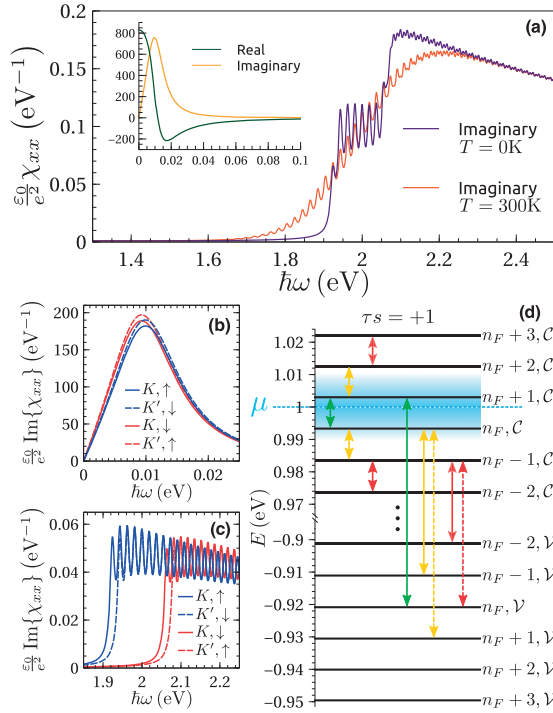 (a)
ε₀/e² χxx (eV⁻¹)
0.2
0.15
0.1
0.05
0
800
600
400
200
0
−200
0
0.02
0.04
0.06
0.08
0.1
Real
Imaginary
Imaginary
T = 0K
Imaginary
T = 300K
1.4
1.6
1.8
2
2.2
2.4
ħω (eV)
(b)
ε₀/e² Im{χxx} (eV⁻¹)
200
150
100
50
0
K, ↑
K′, ↓
K, ↓
K′, ↑
0
0.01
0.02
ħω (eV)
(c)
ε₀/e² Im{χxx} (eV⁻¹)
0.06
0.04
0.02
0
K, ↑
K′, ↓
K, ↓
K′, ↑
1.9
2
2.1
2.2
ħω (eV)
(d)
τs = +1
E (eV)
μ
1.02
1.01
1
0.99
0.98
0.97
−0.9
−0.91
−0.92
−0.93
−0.94
−0.95
nF + 3, C
nF + 2, C
nF + 1, C
nF, C
nF − 1, C
nF − 2, C
nF − 2, V
nF − 1, V
nF, V
nF + 1, V
nF + 2, V
nF + 3, V